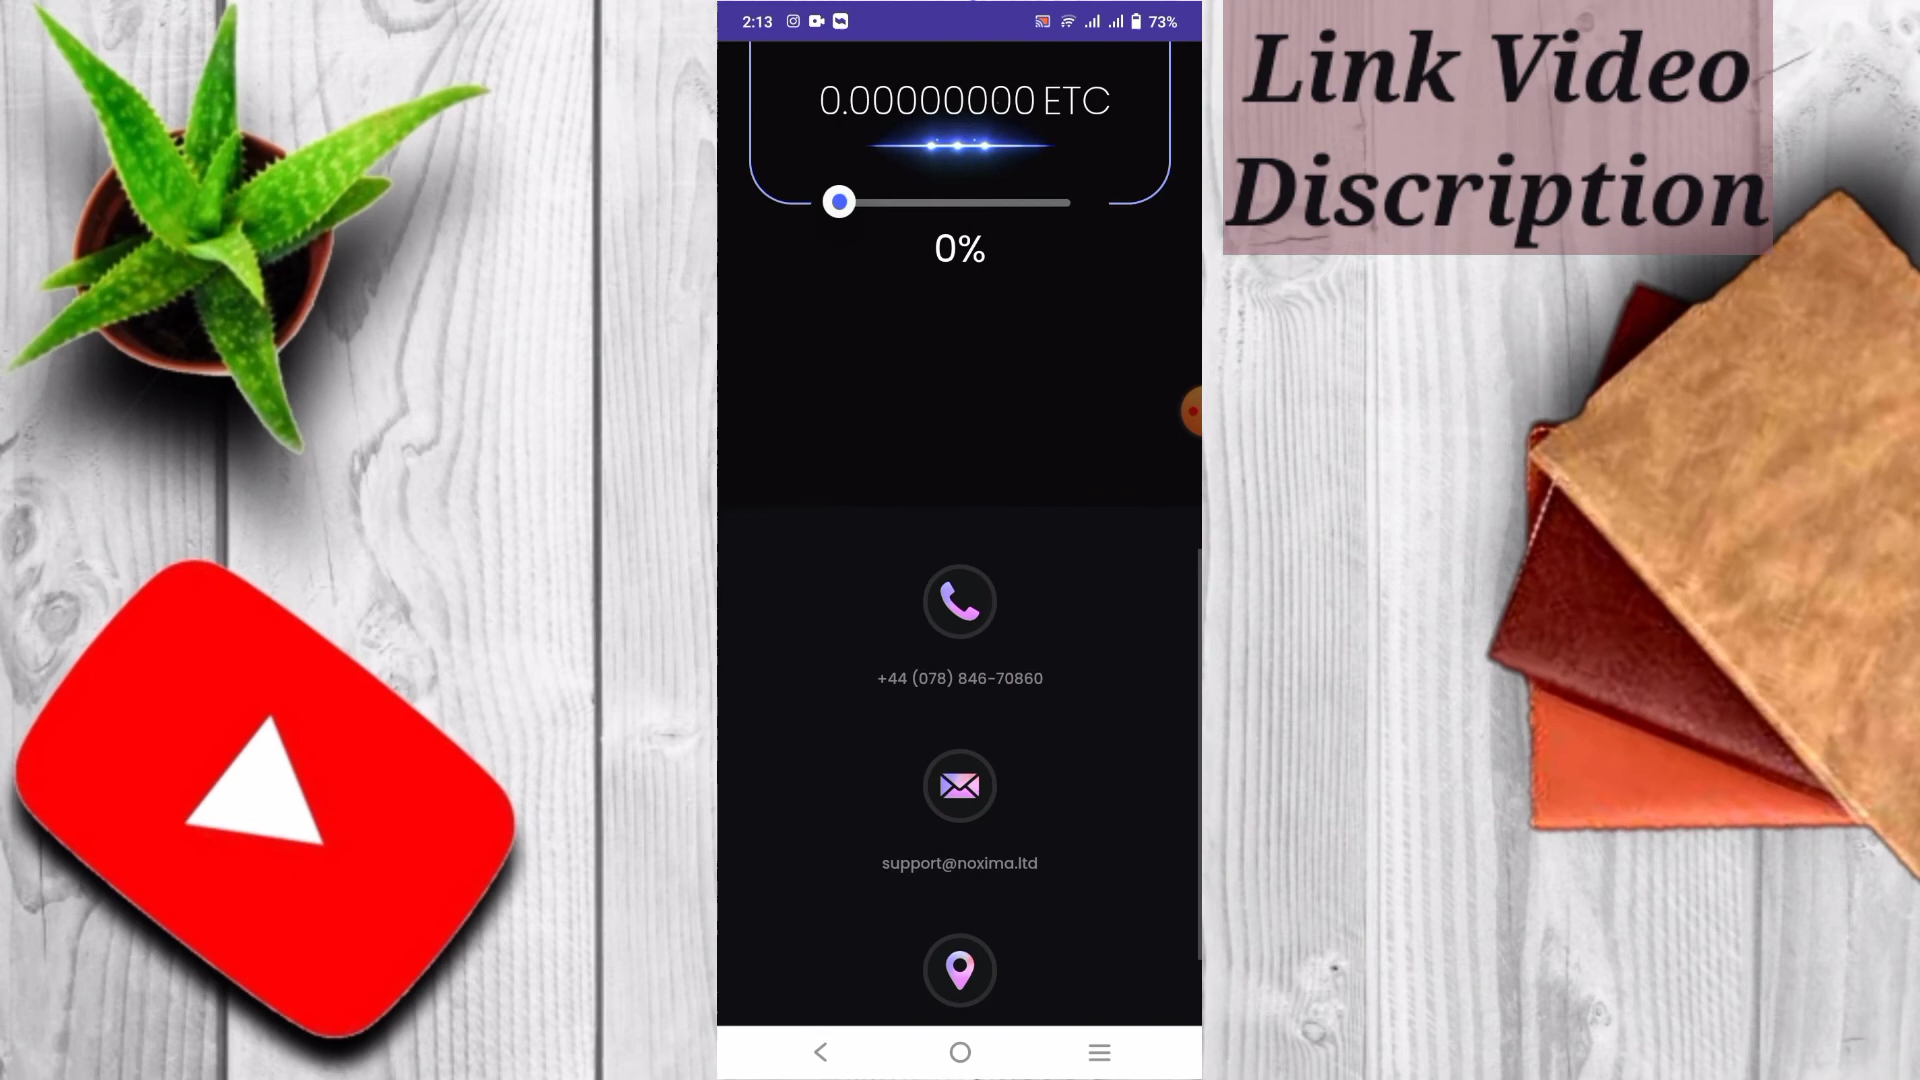 2:13
73%
0.00000000 ETC
0%
+44 (078) 846-70860
support@noxima.ltd
Link Video
Discription